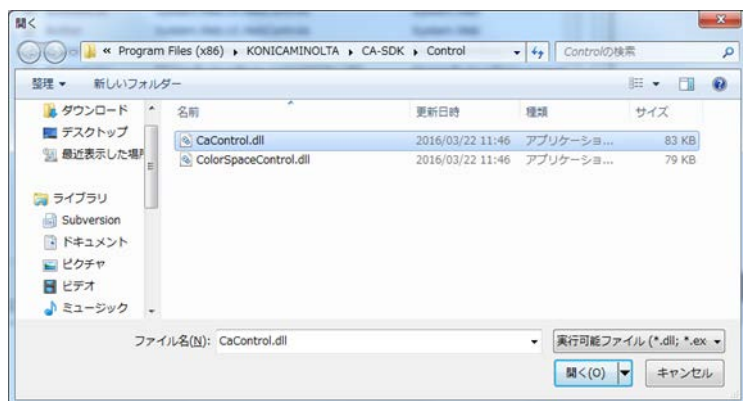 開く
« Program Files (x86) ▸ KONICAMINOLTA ▸ CA-SDK ▸ Control
Controlの検索
整理 ▼ 新しいフォルダー
ダウンロード
デスクトップ
最近表示した場所
ライブラリ
Subversion
ドキュメント
ピクチャ
ビデオ
ミュージック
名前 更新日時 種類 サイズ
CaControl.dll 2016/03/22 11:46 アプリケーショ... 83 KB
ColorSpaceControl.dll 2016/03/22 11:46 アプリケーショ... 79 KB
ファイル名(N): CaControl.dll
実行可能ファイル (*.dll; *.ex
開く(O) キャンセル